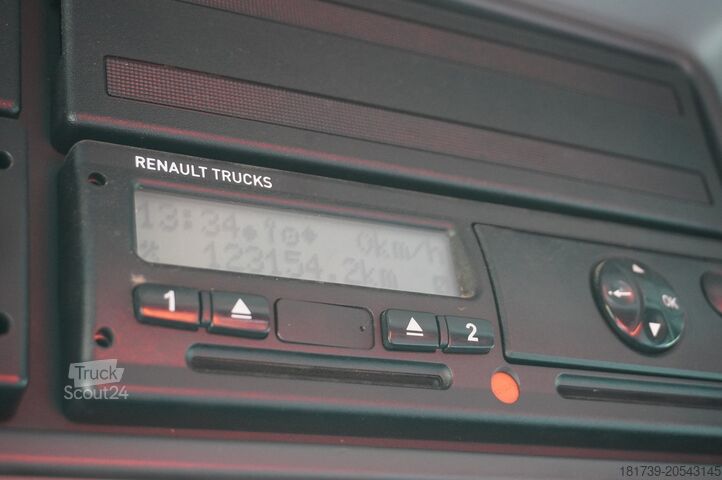 RENAULT TRUCKS
13:34 0km/h
123154.2km
1 2
OK
Truck
Scout24
181739-20543145